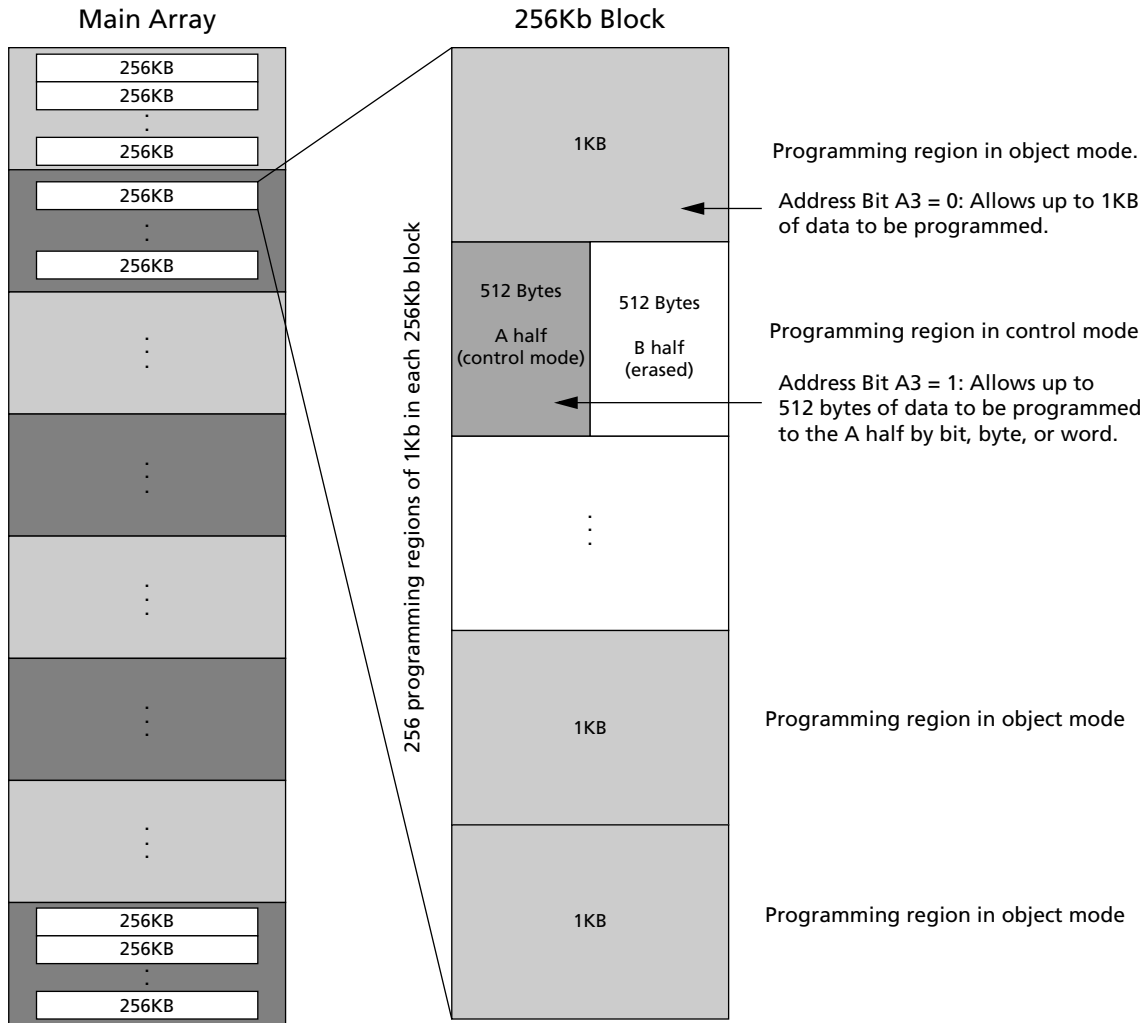 Main Array
256KB
256KB
256KB
256KB
256KB
256KB
256KB
256KB
256Kb Block
256 programming regions of 1Kb in each 256Kb block
1KB
512 Bytes
A half
(control mode)
512 Bytes
B half
(erased)
1KB
1KB
Programming region in object mode.
Address Bit A3 = 0: Allows up to 1KB
of data to be programmed.
Programming region in control mode
Address Bit A3 = 1: Allows up to
512 bytes of data to be programmed
to the A half by bit, byte, or word.
Programming region in object mode
Programming region in object mode